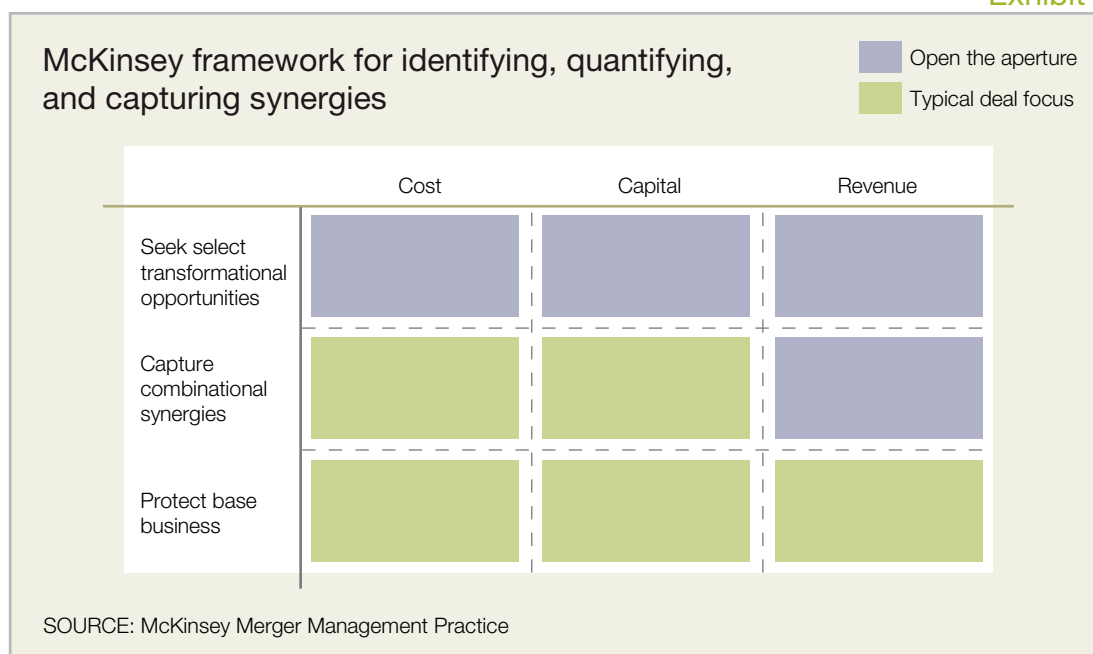 Exhibit
McKinsey framework for identifying, quantifying,
and capturing synergies
Open the aperture
Typical deal focus
Cost
Capital
Revenue
Seek select
transformational
opportunities
Capture
combinational
synergies
Protect base
business
SOURCE: McKinsey Merger Management Practice